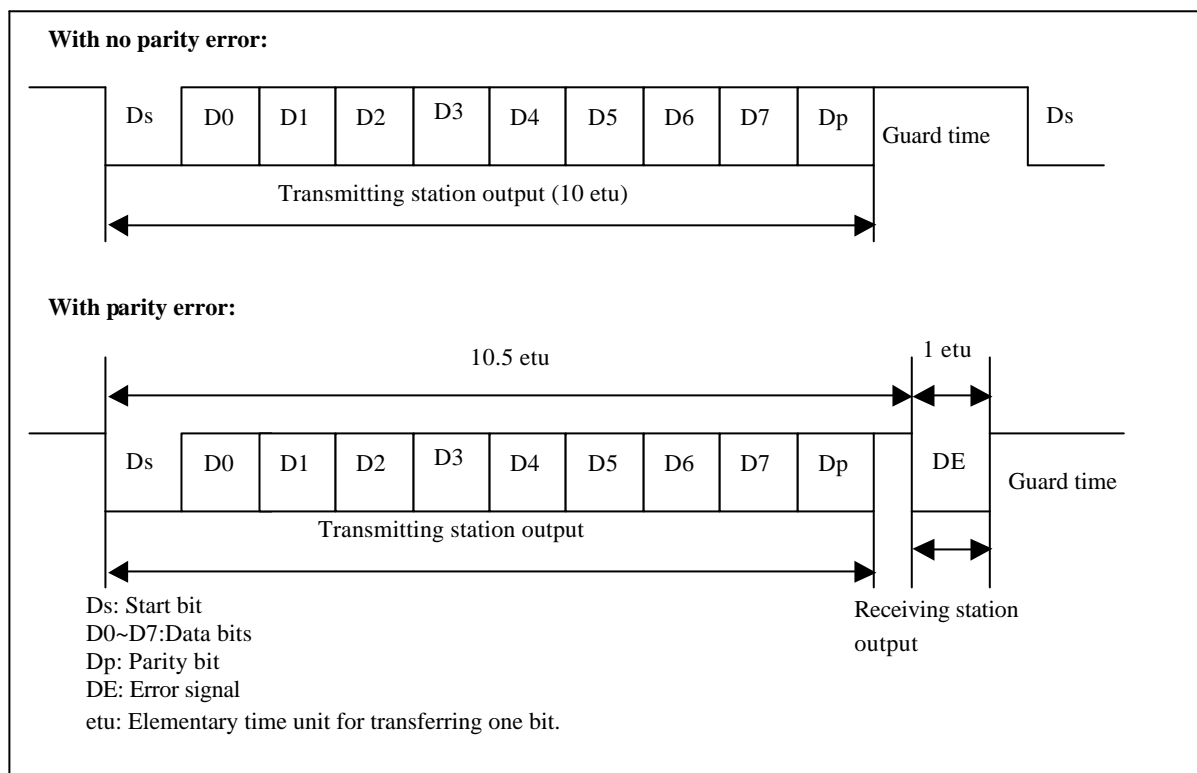 With no parity error:
Ds D0 D1 D2 D3 D4 D5 D6 D7 Dp Guard time Ds
Transmitting station output (10 etu)
With parity error:
10.5 etu 1 etu
Ds D0 D1 D2 D3 D4 D5 D6 D7 Dp DE Guard time
Transmitting station output
Receiving station
output
Ds: Start bit
D0~D7:Data bits
Dp: Parity bit
DE: Error signal
etu: Elementary time unit for transferring one bit.